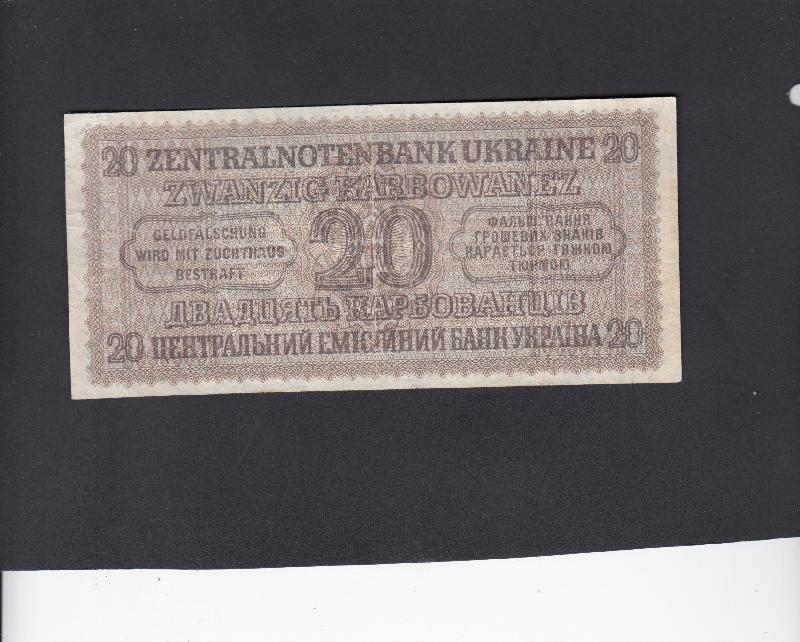 20 ZENTRALNOTENBANK UKRAINE 20
ZWANZIG KARBOWANEZ
GELDFÄLSCHUNG
WIRD MIT ZUCHTHAUS
BESTRAFT
20
ФАЛЬШУВАННЯ
ГРОШЕВИХ ЗНАКІВ
КАРАЄТЬСЯ ТЯЖКОЮ
ТЮРМОЮ
ДВАДЦЯТЬ КАРБОВАНЦІВ
20 ЦЕНТРАЛЬНИЙ ЕМІСІЙНИЙ БАНК УКРАЇНА 20